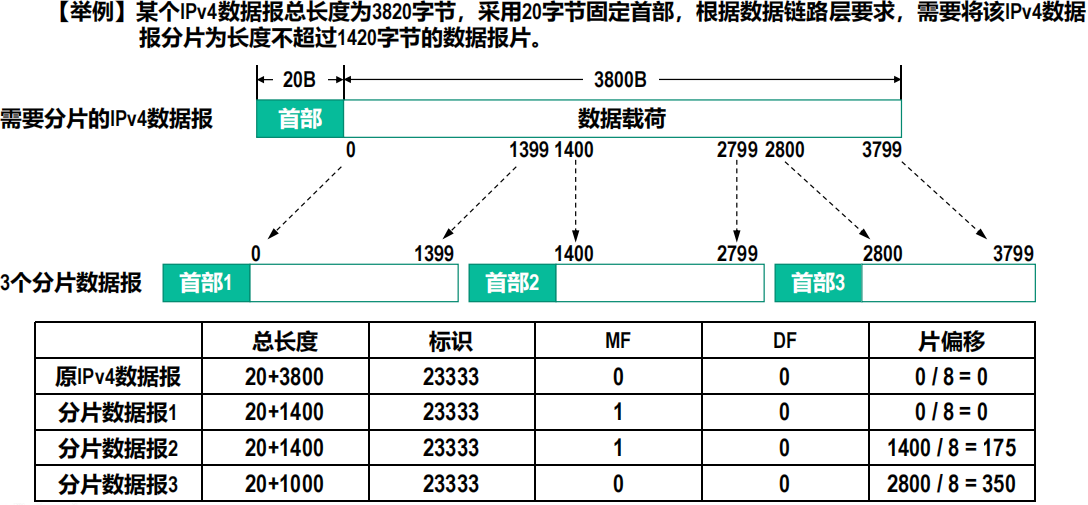 【举例】某个IPv4数据报总长度为3820字节，采用20字节固定首部，根据数据链路层要求，需要将该IPv4数据
报分片为长度不超过1420字节的数据报片。
20B 3800B
需要分片的IPv4数据报 首部 数据载荷
0 1399 1400 2799 2800 3799
0 1399 1400 2799 2800 3799
3个分片数据报 首部1 首部2 首部3
总长度 标识 MF DF 片偏移
原IPv4数据报 20+3800 23333 0 0 0 / 8 = 0
分片数据报1 20+1400 23333 1 0 0 / 8 = 0
分片数据报2 20+1400 23333 1 0 1400 / 8 = 175
分片数据报3 20+1000 23333 0 0 2800 / 8 = 350